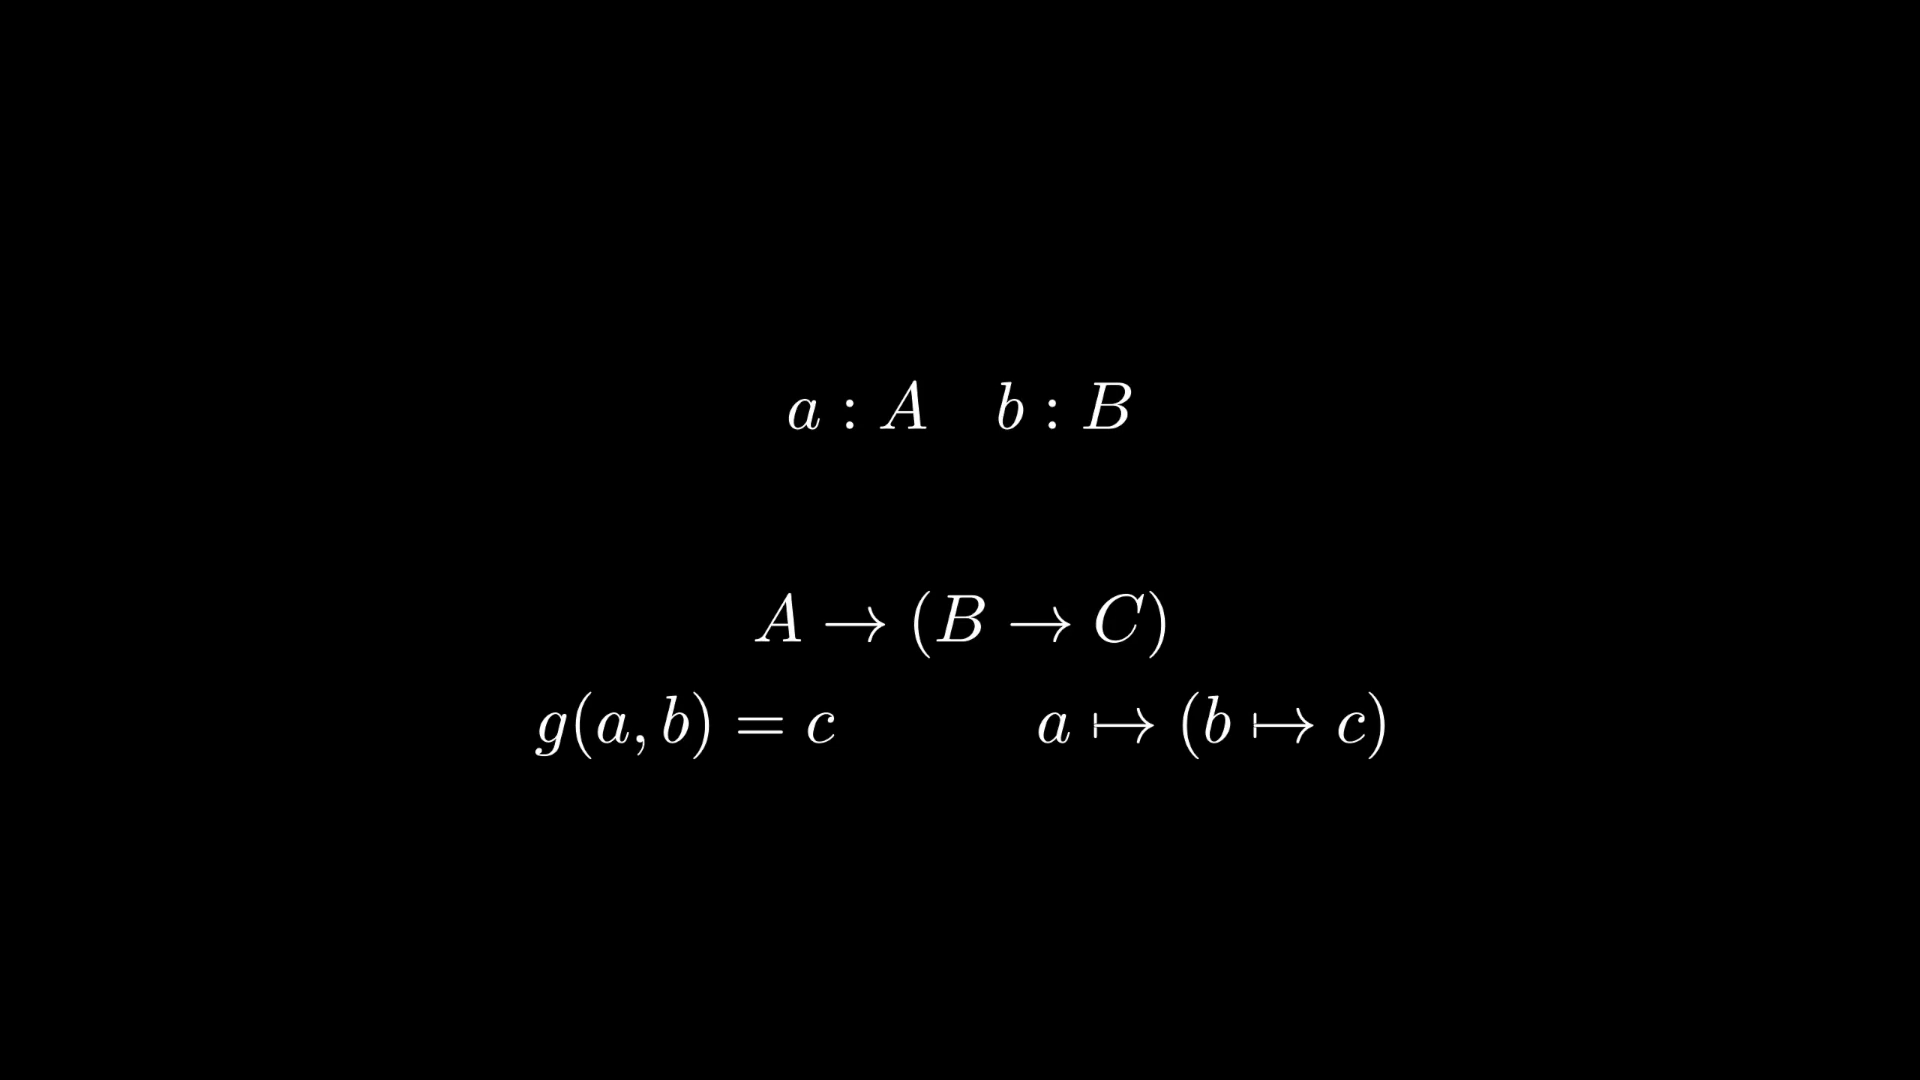 a : A  b : B
A → (B → C)
g(a, b) = c  a ↦ (b ↦ c)